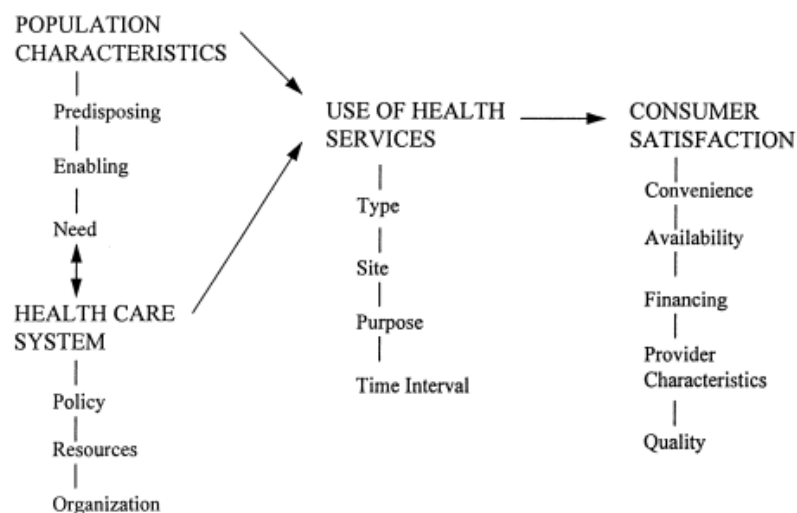 POPULATION
CHARACTERISTICS
Predisposing
Enabling
Need
HEALTH CARE
SYSTEM
Policy
Resources
Organization
USE OF HEALTH
SERVICES
Type
Site
Purpose
Time Interval
CONSUMER
SATISFACTION
Convenience
Availability
Financing
Provider
Characteristics
Quality